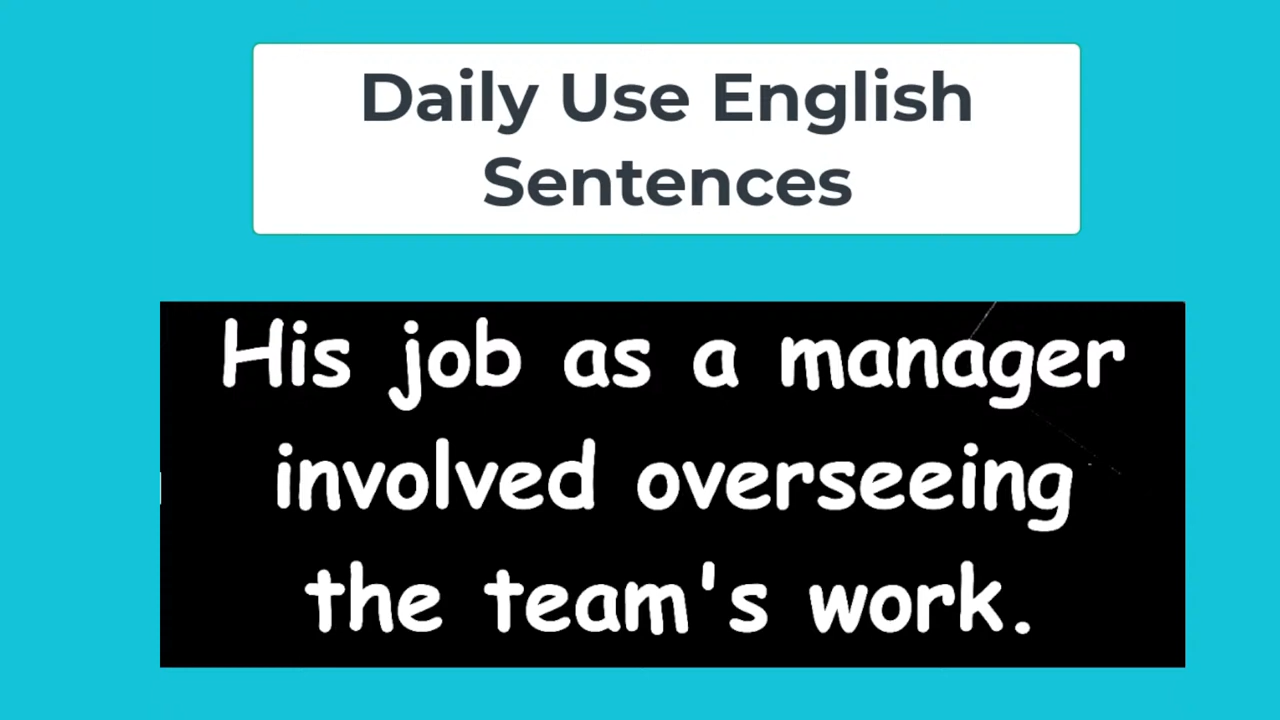 Daily Use English
Sentences
His job as a manager
involved overseeing
the team's work.